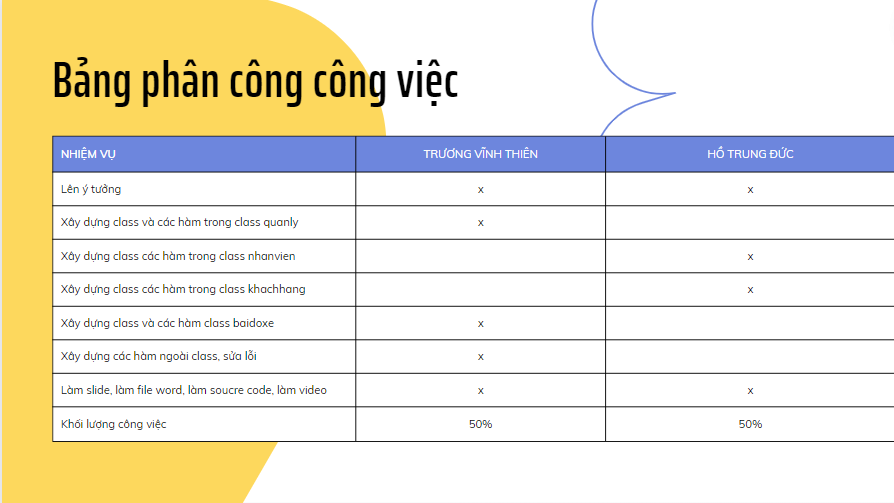 Bảng phân công công việc
NHIỆM VỤ TRƯƠNG VĨNH THIÊN HỒ TRUNG ĐỨC
Lên ý tưởng x x
Xây dựng class và các hàm trong class quanly x
Xây dựng class các hàm trong class nhanvien x
Xây dựng class các hàm trong class khachhang x
Xây dựng class và các hàm class baidoxe x
Xây dựng các hàm ngoài class, sửa lỗi x
Làm slide, làm file word, làm soucre code, làm video x x
Khối lượng công việc 50% 50%